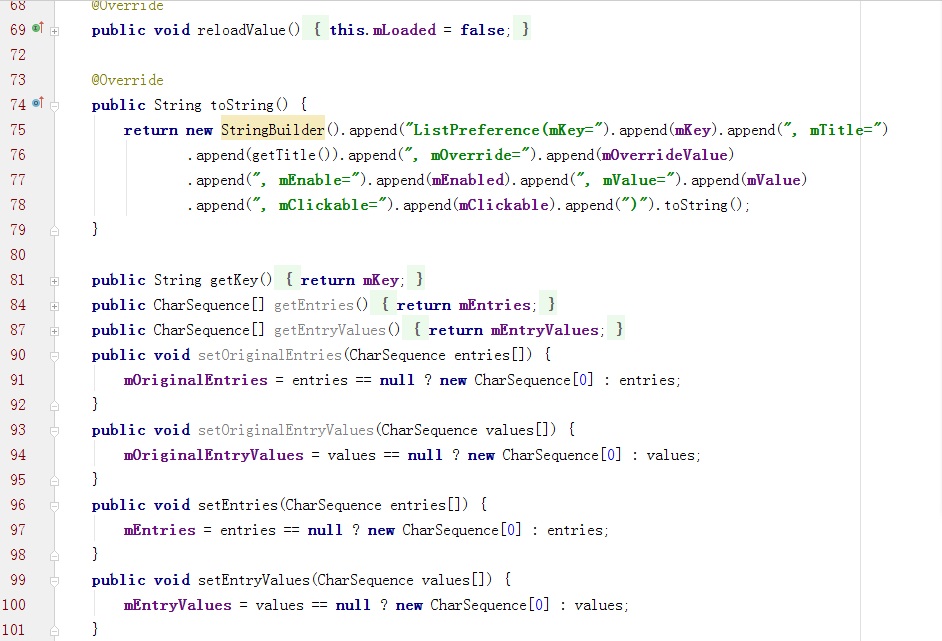 68 @Override
69 public void reloadValue() { this.mLoaded = false; }
72
73 @Override
74 public String toString() {
75 return new StringBuilder().append("ListPreference(mKey=").append(mKey).append(", mTitle=")
76 .append(getTitle()).append(", mOverride=").append(mOverrideValue)
77 .append(", mEnable=").append(mEnabled).append(", mValue=").append(mValue)
78 .append(", mClickable=").append(mClickable).append(")").toString();
79 }
80
81 public String getKey() { return mKey; }
84 public CharSequence[] getEntries() { return mEntries; }
87 public CharSequence[] getEntryValues() { return mEntryValues; }
90 public void setOriginalEntries(CharSequence entries[]) {
91 mOriginalEntries = entries == null ? new CharSequence[0] : entries;
92 }
93 public void setOriginalEntryValues(CharSequence values[]) {
94 mOriginalEntryValues = values == null ? new CharSequence[0] : values;
95 }
96 public void setEntries(CharSequence entries[]) {
97 mEntries = entries == null ? new CharSequence[0] : entries;
98 }
99 public void setEntryValues(CharSequence values[]) {
100 mEntryValues = values == null ? new CharSequence[0] : values;
101 }